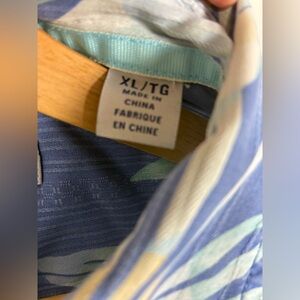 XL/TG
MADE IN
CHINA
FABRIQUE
EN CHINE